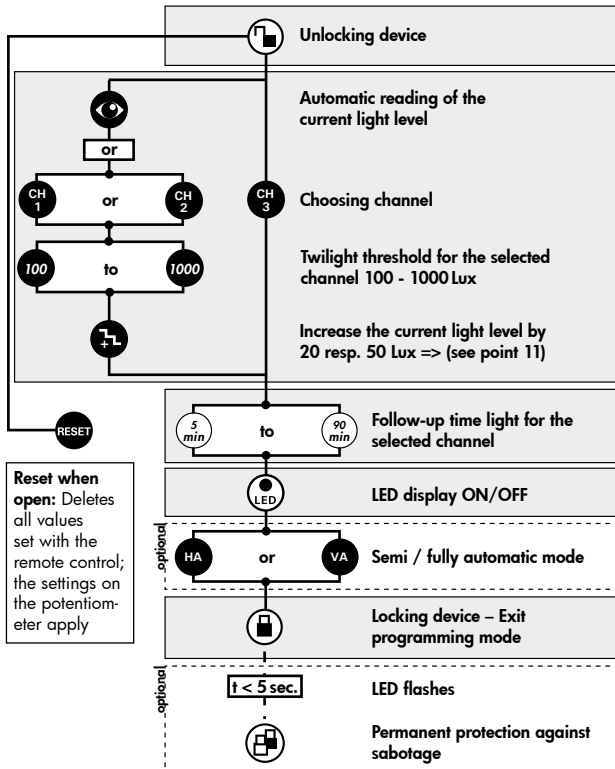 Unlocking device
Automatic reading of the
current light level
or
CH
1
or
CH
2
CH
3
Choosing channel
100
to
1000
Twilight threshold for the selected
channel 100 - 1000 Lux
+
Increase the current light level by
20 resp. 50 Lux => (see point 11)
RESET
5
min
to
90
min
Follow-up time light for the
selected channel
Reset when
open: Deletes
all values
set with the
remote control;
the settings on
the potentiom-
eter apply
LED
LED display ON/OFF
optional
HA
or
VA
Semi / fully automatic mode
Locking device – Exit
programming mode
optional
t < 5 sec.
LED flashes
Permanent protection against
sabotage